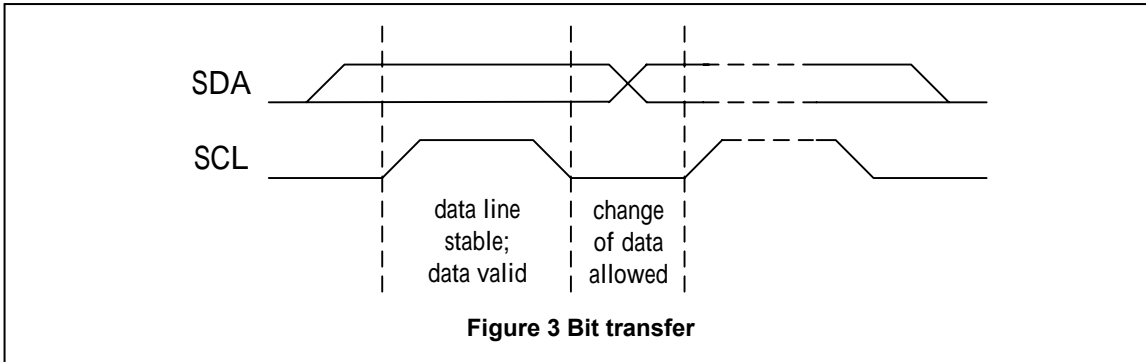 SDA
SCL
data line
stable;
data valid
change
of data
allowed
Figure 3 Bit transfer